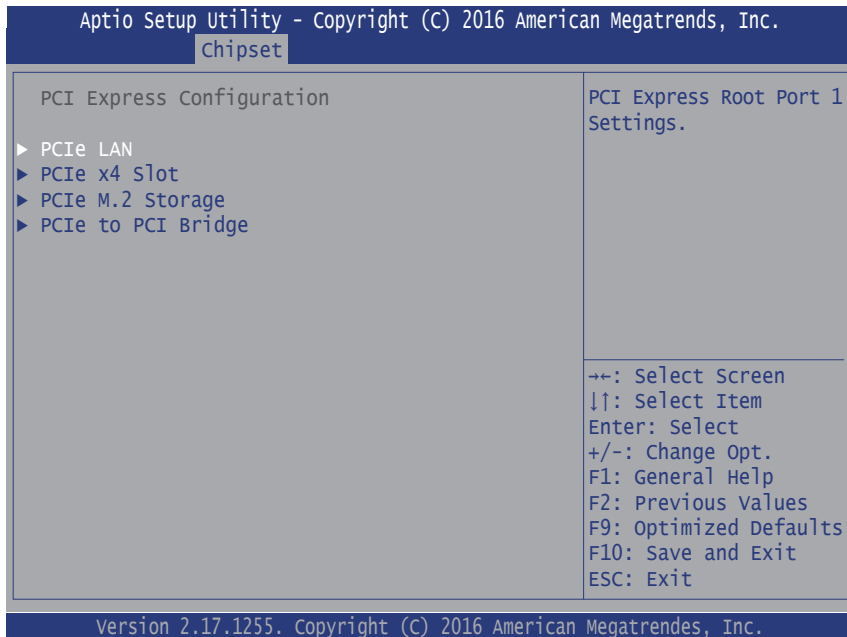 Aptio Setup Utility - Copyright (C) 2016 American Megatrends, Inc.
Chipset
PCI Express Configuration
▶ PCIe LAN
▶ PCIe x4 Slot
▶ PCIe M.2 Storage
▶ PCIe to PCI Bridge
PCI Express Root Port 1
Settings.
→←: Select Screen
↓↑: Select Item
Enter: Select
+/-: Change Opt.
F1: General Help
F2: Previous Values
F9: Optimized Defaults
F10: Save and Exit
ESC: Exit
Version 2.17.1255. Copyright (C) 2016 American Megatrendes, Inc.